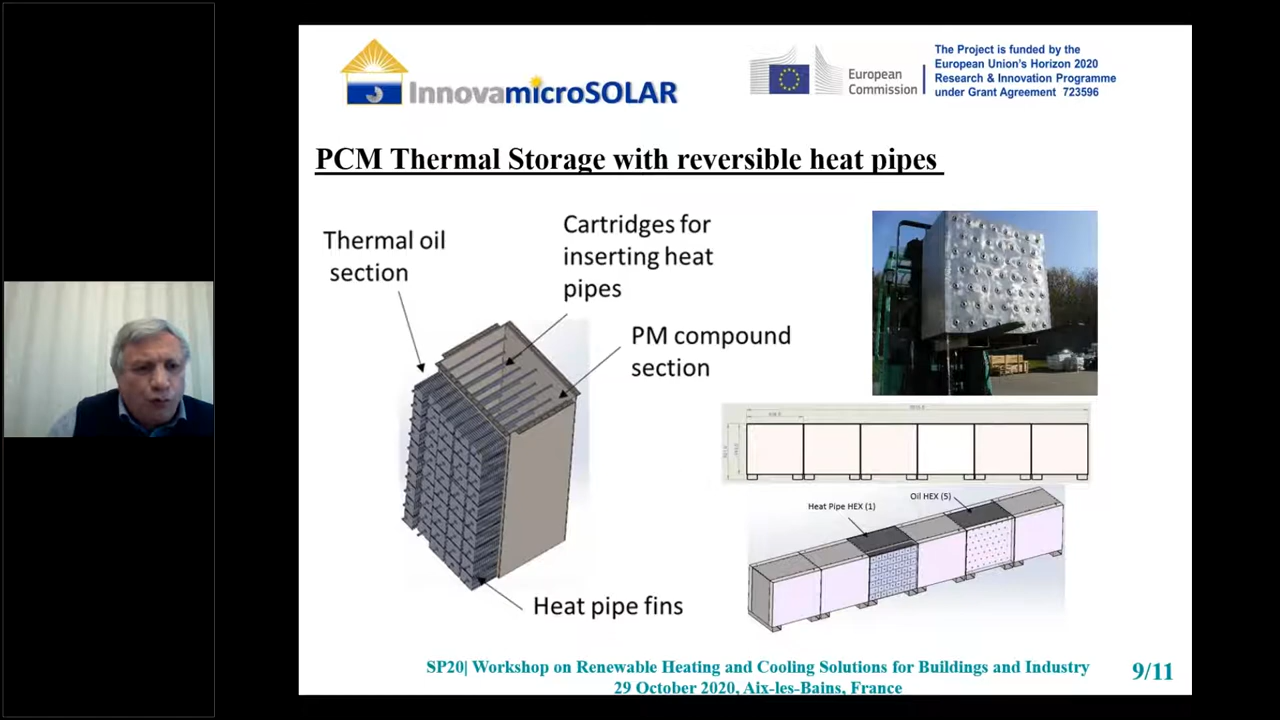 InnovamicroSOLAR
European
Commission
The Project is funded by the
European Union's Horizon 2020
Research & Innovation Programme
under Grant Agreement 723596
PCM Thermal Storage with reversible heat pipes
Thermal oil
section
Cartridges for
inserting heat
pipes
PM compound
section
Heat pipe fins
Heat Pipe HEX (1)
Oil HEX (5)
SP20| Workshop on Renewable Heating and Cooling Solutions for Buildings and Industry
29 October 2020, Aix-les-Bains, France
9/11